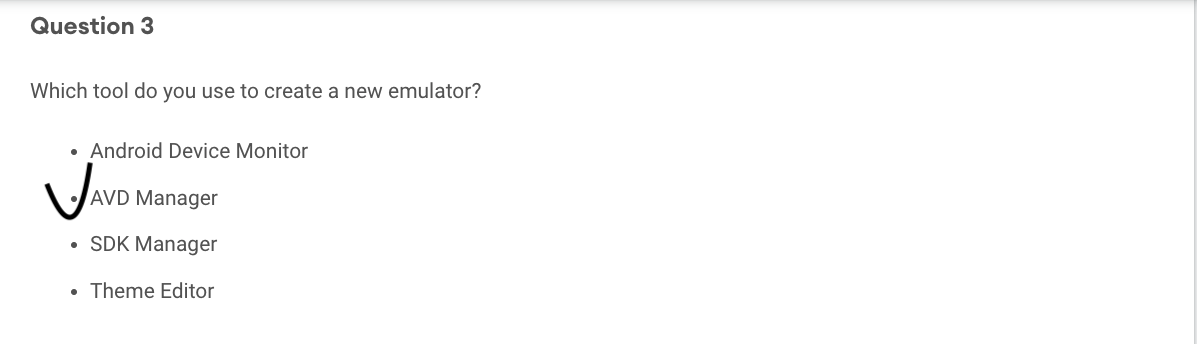 Question 3
Which tool do you use to create a new emulator?
• Android Device Monitor
• AVD Manager
• SDK Manager
• Theme Editor